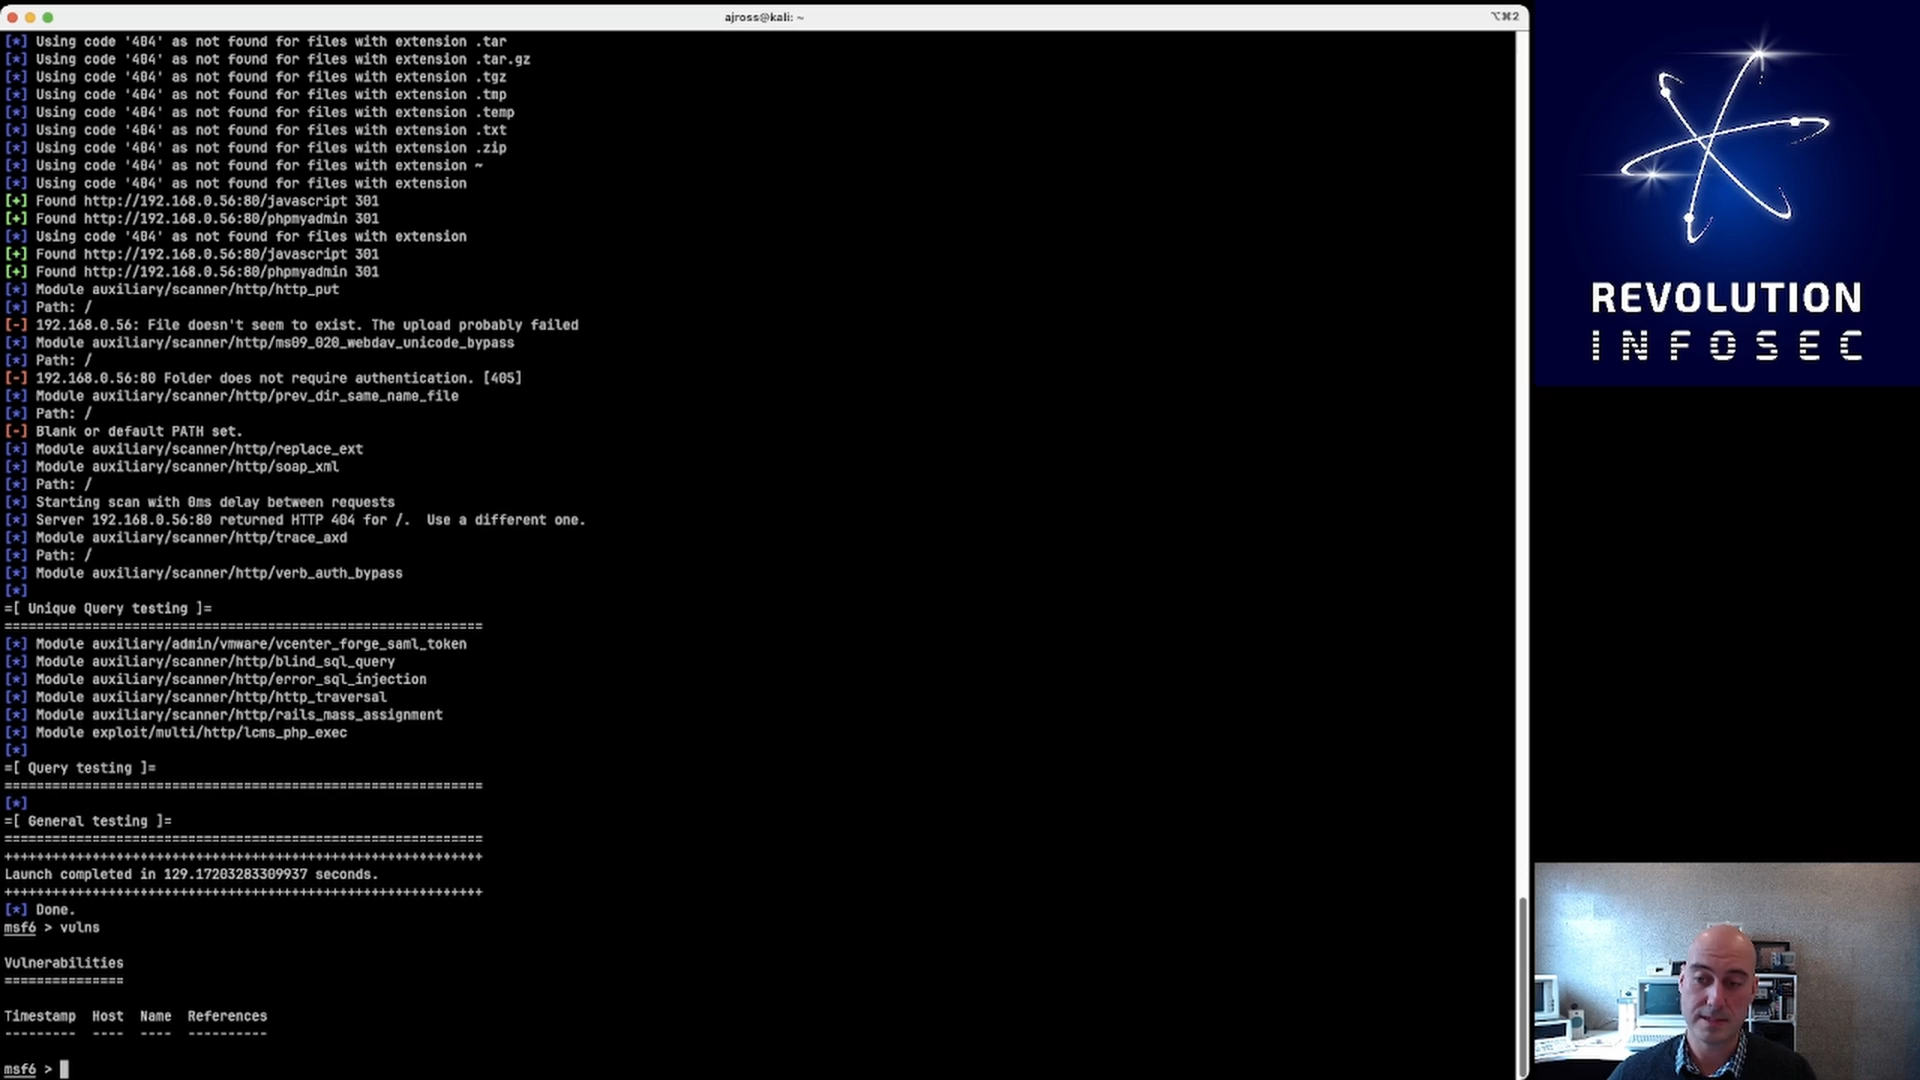 ajross@kali: ~
⌥⌘2
[*] Using code '404' as not found for files with extension .tar
[*] Using code '404' as not found for files with extension .tar.gz
[*] Using code '404' as not found for files with extension .tgz
[*] Using code '404' as not found for files with extension .tmp
[*] Using code '404' as not found for files with extension .temp
[*] Using code '404' as not found for files with extension .txt
[*] Using code '404' as not found for files with extension .zip
[*] Using code '404' as not found for files with extension ~
[*] Using code '404' as not found for files with extension
[+] Found http://192.168.0.56:80/javascript 301
[+] Found http://192.168.0.56:80/phpmyadmin 301
[*] Using code '404' as not found for files with extension
[+] Found http://192.168.0.56:80/javascript 301
[+] Found http://192.168.0.56:80/phpmyadmin 301
[*] Module auxiliary/scanner/http/http_put
[*] Path: /
[-] 192.168.0.56: File doesn't seem to exist. The upload probably failed
[*] Module auxiliary/scanner/http/ms09_020_webdav_unicode_bypass
[*] Path: /
[-] 192.168.0.56:80 Folder does not require authentication. [405]
[*] Module auxiliary/scanner/http/prev_dir_same_name_file
[*] Path: /
[-] Blank or default PATH set.
[*] Module auxiliary/scanner/http/replace_ext
[*] Module auxiliary/scanner/http/soap_xml
[*] Path: /
[*] Starting scan with 0ms delay between requests
[*] Server 192.168.0.56:80 returned HTTP 404 for /.  Use a different one.
[*] Module auxiliary/scanner/http/trace_axd
[*] Path: /
[*] Module auxiliary/scanner/http/verb_auth_bypass
[*]
=[ Unique Query testing ]=
============================================================
[*] Module auxiliary/admin/vmware/vcenter_forge_saml_token
[*] Module auxiliary/scanner/http/blind_sql_query
[*] Module auxiliary/scanner/http/error_sql_injection
[*] Module auxiliary/scanner/http/http_traversal
[*] Module auxiliary/scanner/http/rails_mass_assignment
[*] Module exploit/multi/http/lcms_php_exec
[*]
=[ Query testing ]=
============================================================
[*]
=[ General testing ]=
============================================================
++++++++++++++++++++++++++++++++++++++++++++++++++++++++++++
Launch completed in 129.17203283309937 seconds.
++++++++++++++++++++++++++++++++++++++++++++++++++++++++++++
[*] Done.
msf6 > vulns
Vulnerabilities
===============
Timestamp  Host  Name  References
---------  ----  ----  ----------
msf6 >
REVOLUTION
INFOSEC